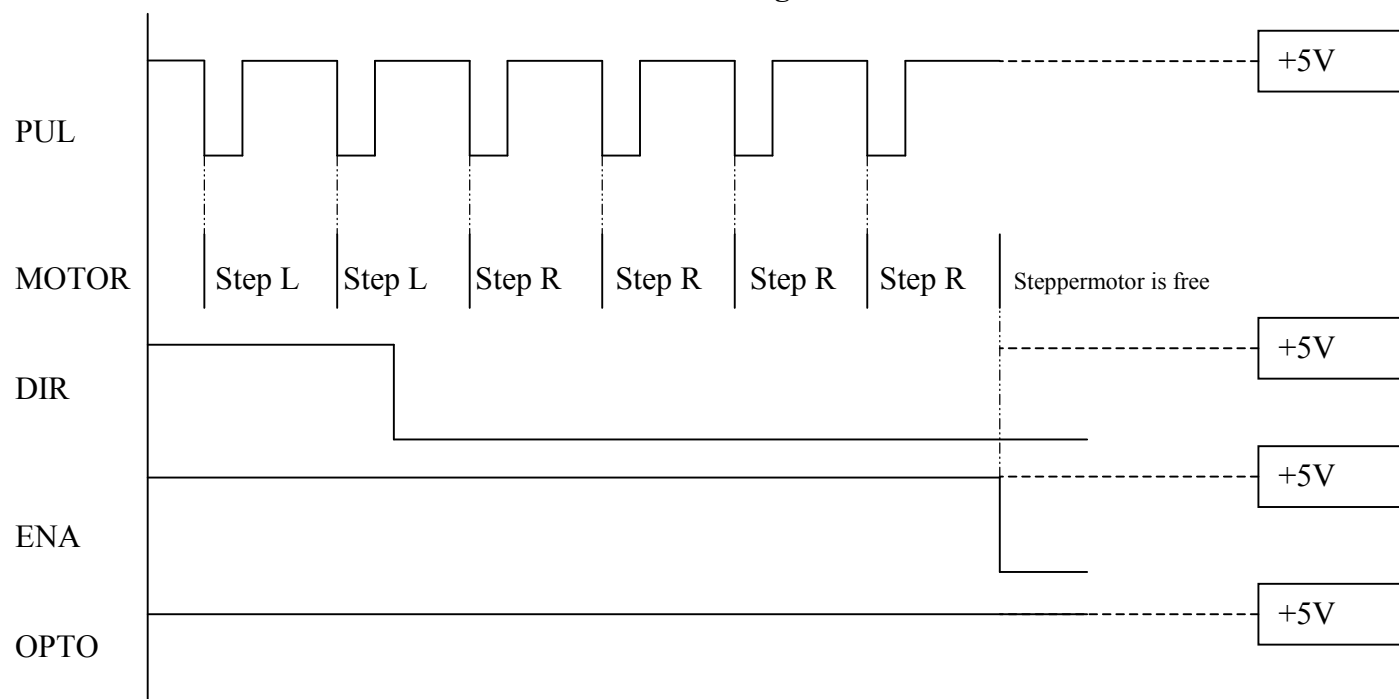 +5V
PUL
MOTOR Step L Step L Step R Step R Step R Step R Steppermotor is free
+5V
DIR
+5V
ENA
+5V
OPTO